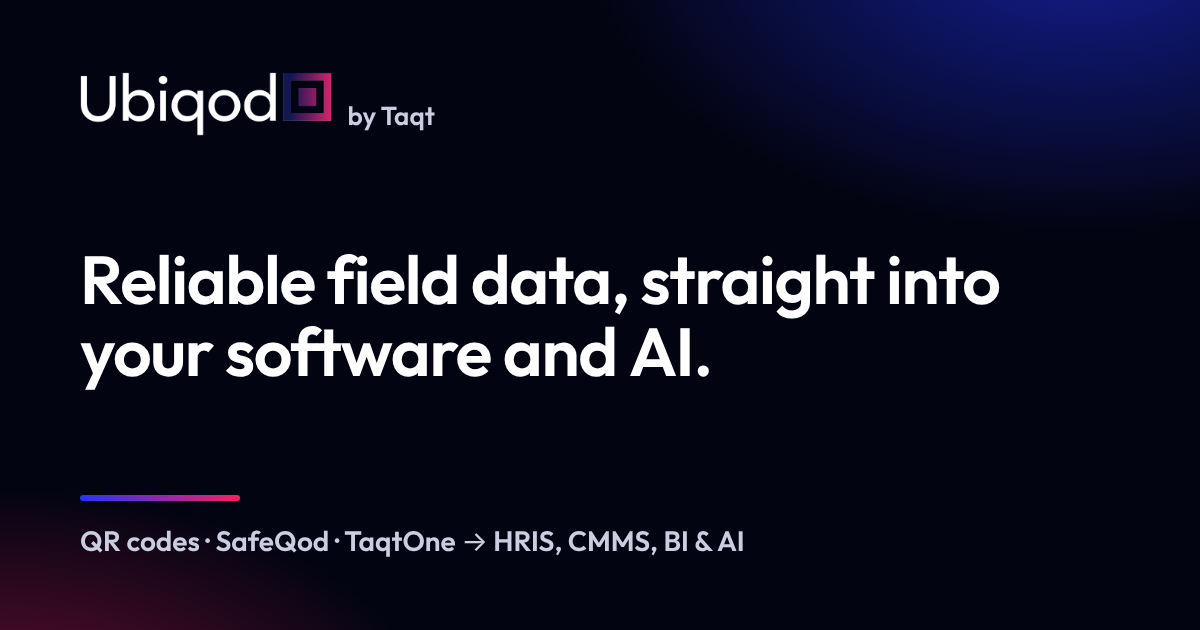 Ubiqod by Taqt
Reliable field data, straight into
your software and AI.
QR codes · SafeQod · TaqtOne → HRIS, CMMS, BI & AI